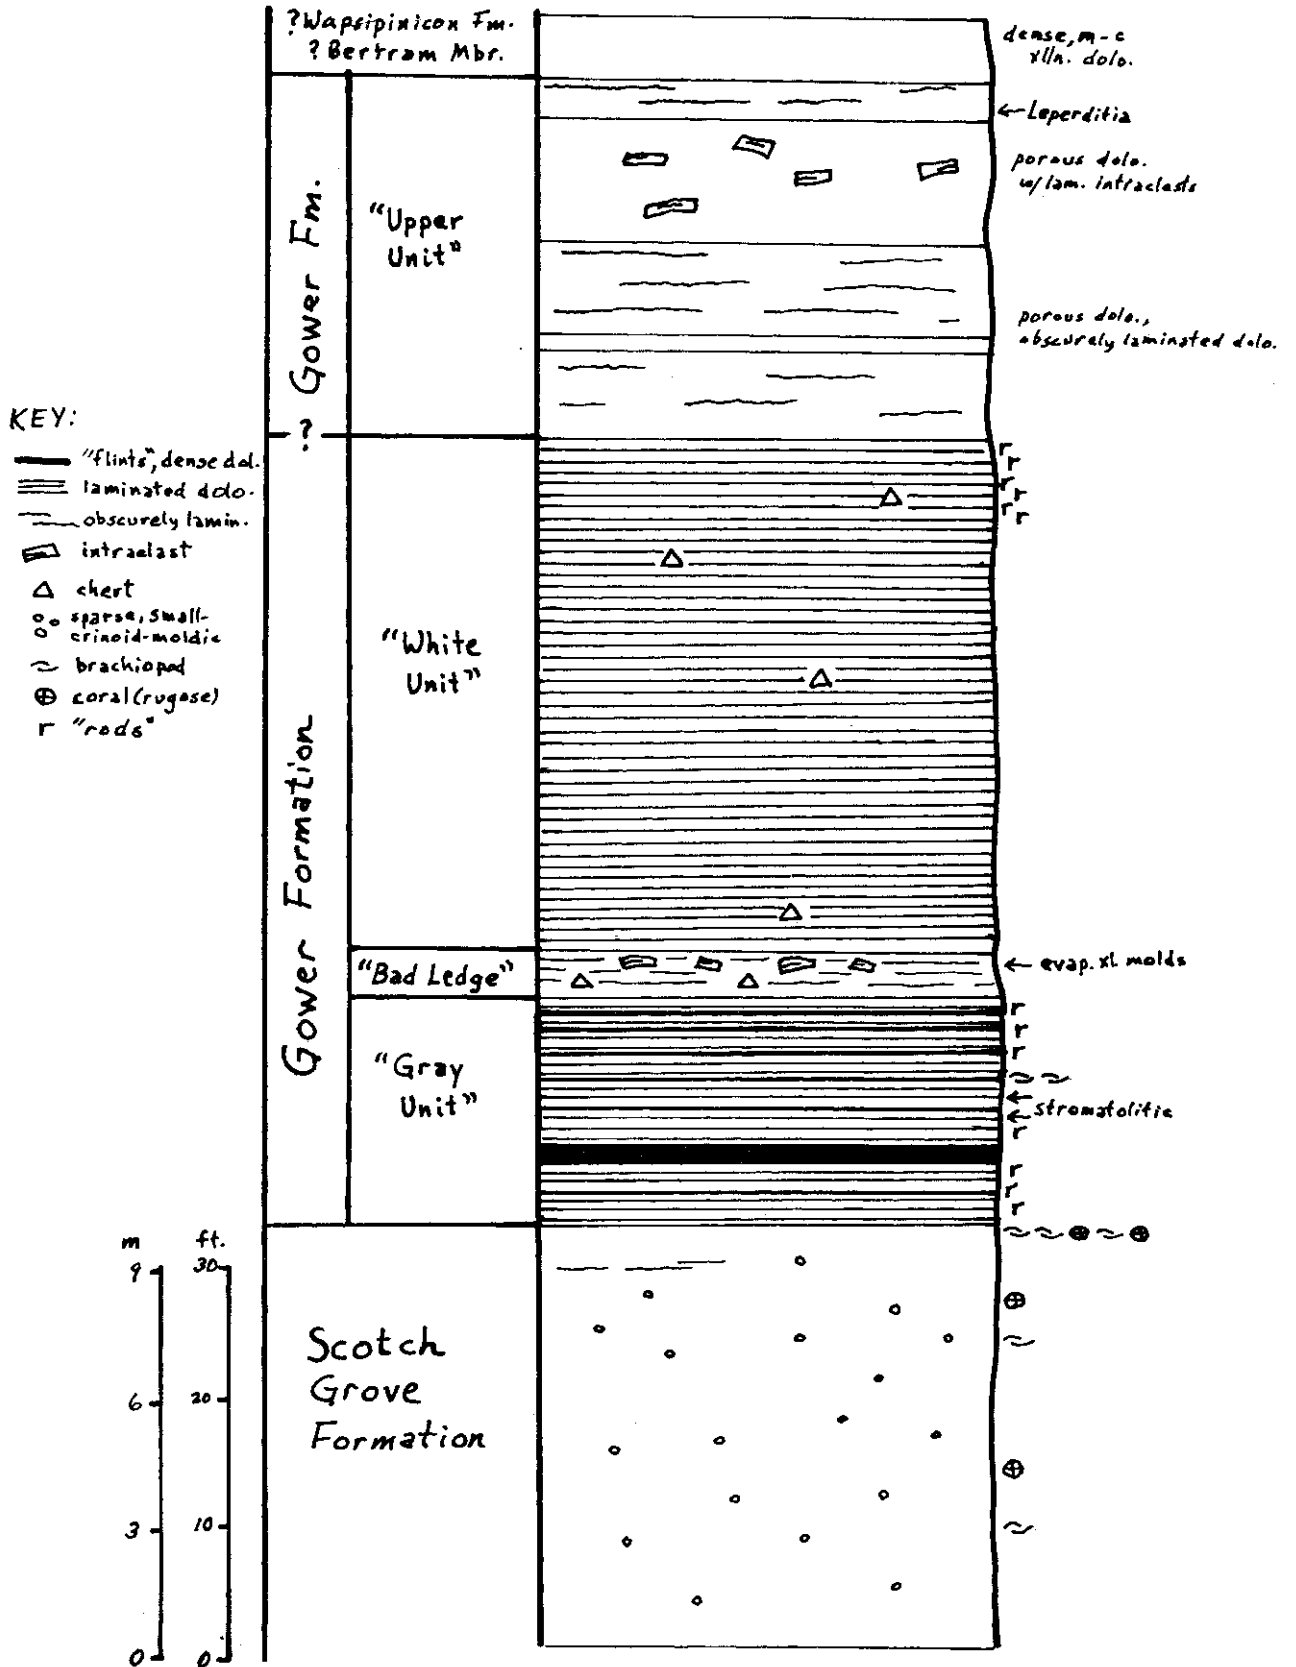 ?Wapsipinicon Fm.
? Bertram Mbr.
dense, m-c
xlln. dolo.
←Leperditia
porous dolo.
w/lam. intraclasts
Gower Fm.
"Upper
Unit"
porous dolo.,
obscurely laminated dolo.
?
KEY:
"flints", dense dol.
laminated dolo.
obscurely lamin.
intraclast
chert
sparse, small-
crinoid-moldic
brachiopod
coral (rugose)
r "rods"
r
r
r
r
r r
"White
Unit"
Gower Formation
"Bad Ledge"
← evap. xl. molds
"Gray
Unit"
r
r
r
←
← stromatolitic
r
r
r
r
m ft.
9 30
6 20
3 10
0 0
Scotch
Grove
Formation